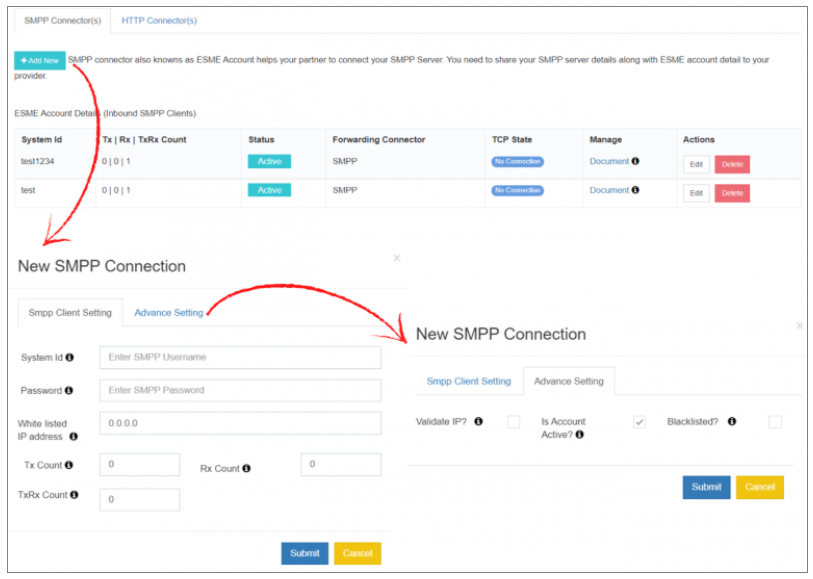 SMPP Connector(s) HTTP Connector(s)
+ Add New SMPP connector also knowns as ESME Account helps your partner to connect your SMPP Server. You need to share your SMPP server details along with ESME account detail to your
provider.
ESME Account Details (Inbound SMPP Clients)
System Id Tx | Rx | TxRx Count Status Forwarding Connector TCP State Manage Actions
test1234 0 | 0 | 1 Active SMPP No Connection Document Edit Delete
test 0 | 0 | 1 Active SMPP No Connection Document Edit Delete
New SMPP Connection
Smpp Client Setting Advance Setting
System Id Enter SMPP Username
Password Enter SMPP Password
White listed
IP address 0.0.0.0
Tx Count 0 Rx Count 0
TxRx Count 0
Submit Cancel
New SMPP Connection
Smpp Client Setting Advance Setting
Validate IP? Is Account
Active? Blacklisted?
Submit Cancel